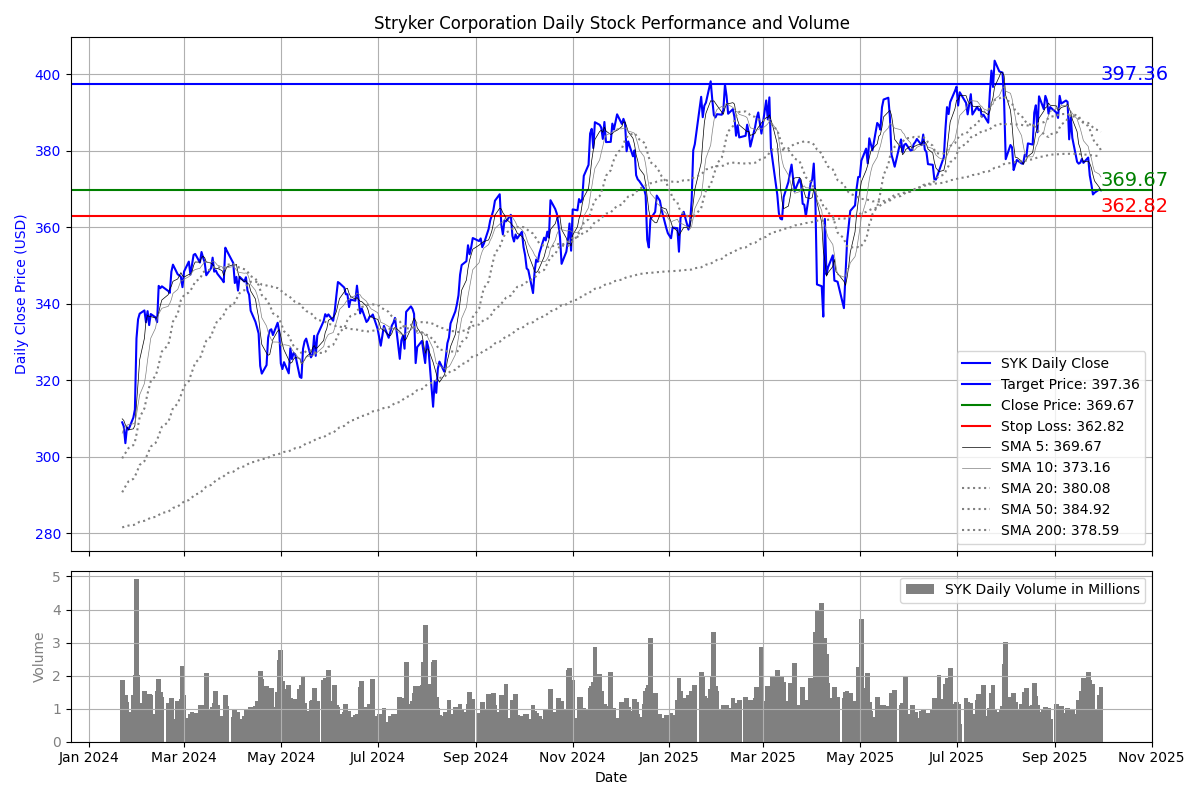 Stryker Corporation Daily Stock Performance and Volume
Daily Close Price (USD)
400
380
360
340
320
300
280
397.36
369.67
362.82
SYK Daily Close
Target Price: 397.36
Close Price: 369.67
Stop Loss: 362.82
SMA 5: 369.67
SMA 10: 373.16
SMA 20: 380.08
SMA 50: 384.92
SMA 200: 378.59
Volume
5
4
3
2
1
0
SYK Daily Volume in Millions
Jan 2024 Mar 2024 May 2024 Jul 2024 Sep 2024 Nov 2024 Jan 2025 Mar 2025 May 2025 Jul 2025 Sep 2025 Nov 2025
Date